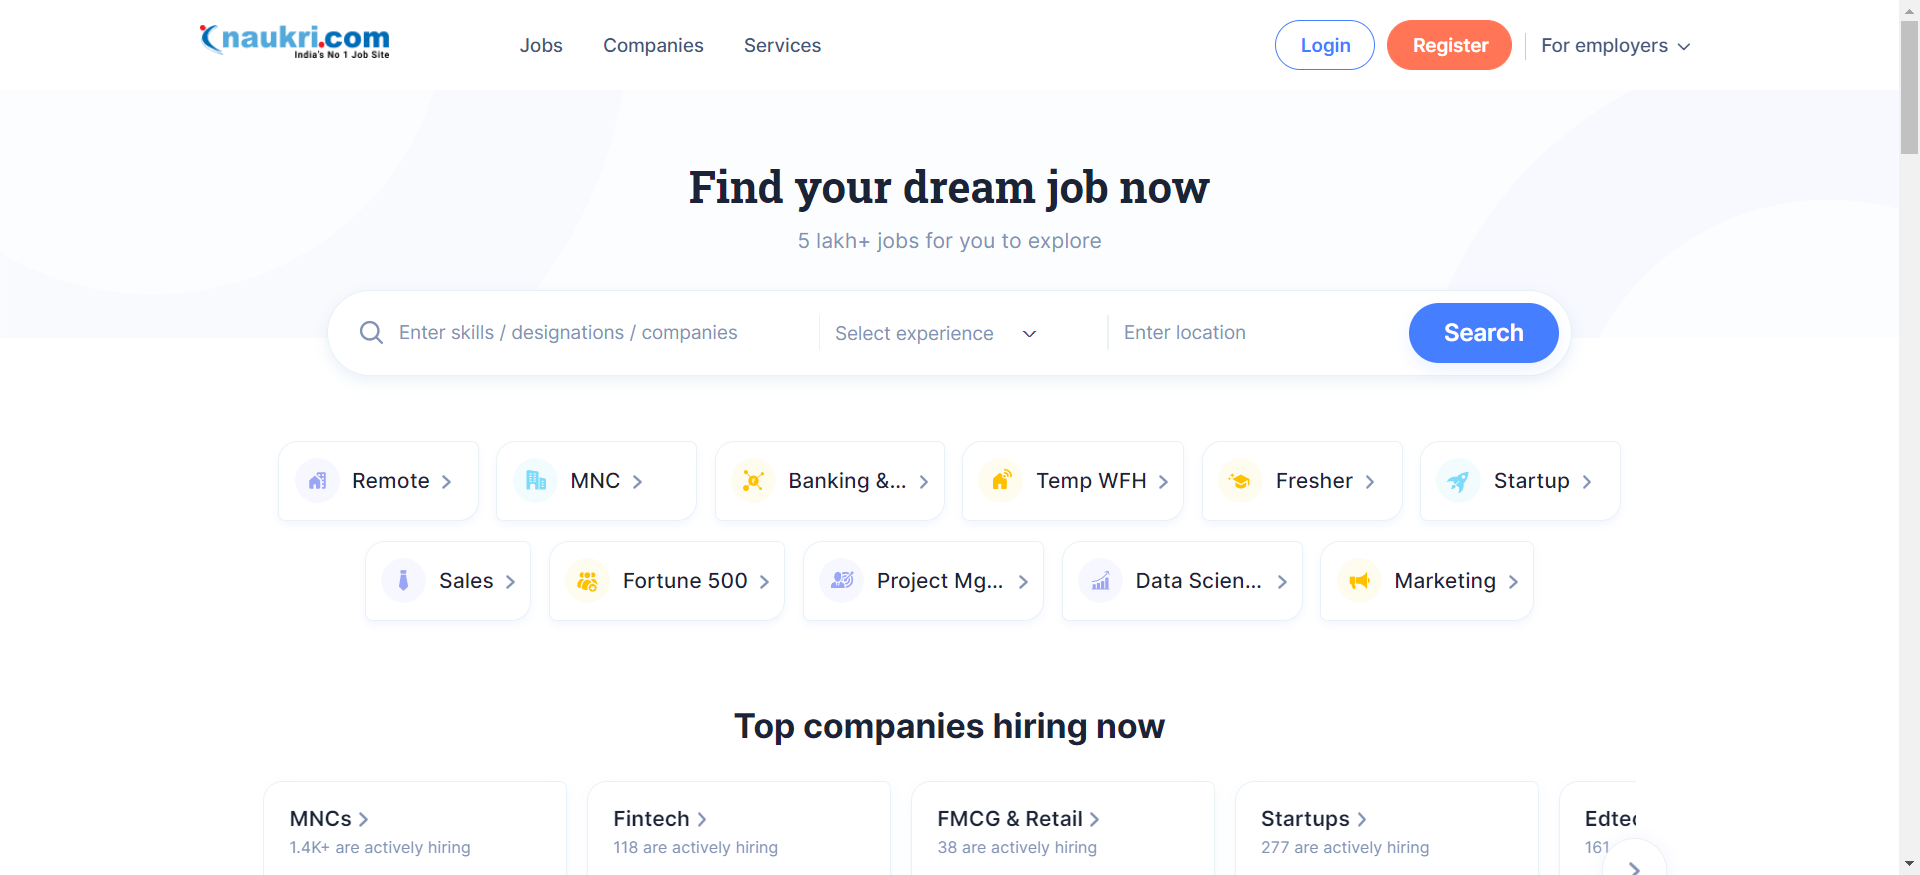 naukri.com
India's No 1 Job Site
Jobs Companies Services
Login Register For employers
Find your dream job now
5 lakh+ jobs for you to explore
Enter skills / designations / companies Select experience Enter location Search
Remote MNC Banking &... Temp WFH Fresher Startup
Sales Fortune 500 Project Mg... Data Scien... Marketing
Top companies hiring now
MNCs Fintech FMCG & Retail Startups
1.4K+ are actively hiring 118 are actively hiring 38 are actively hiring 277 are actively hiring 161